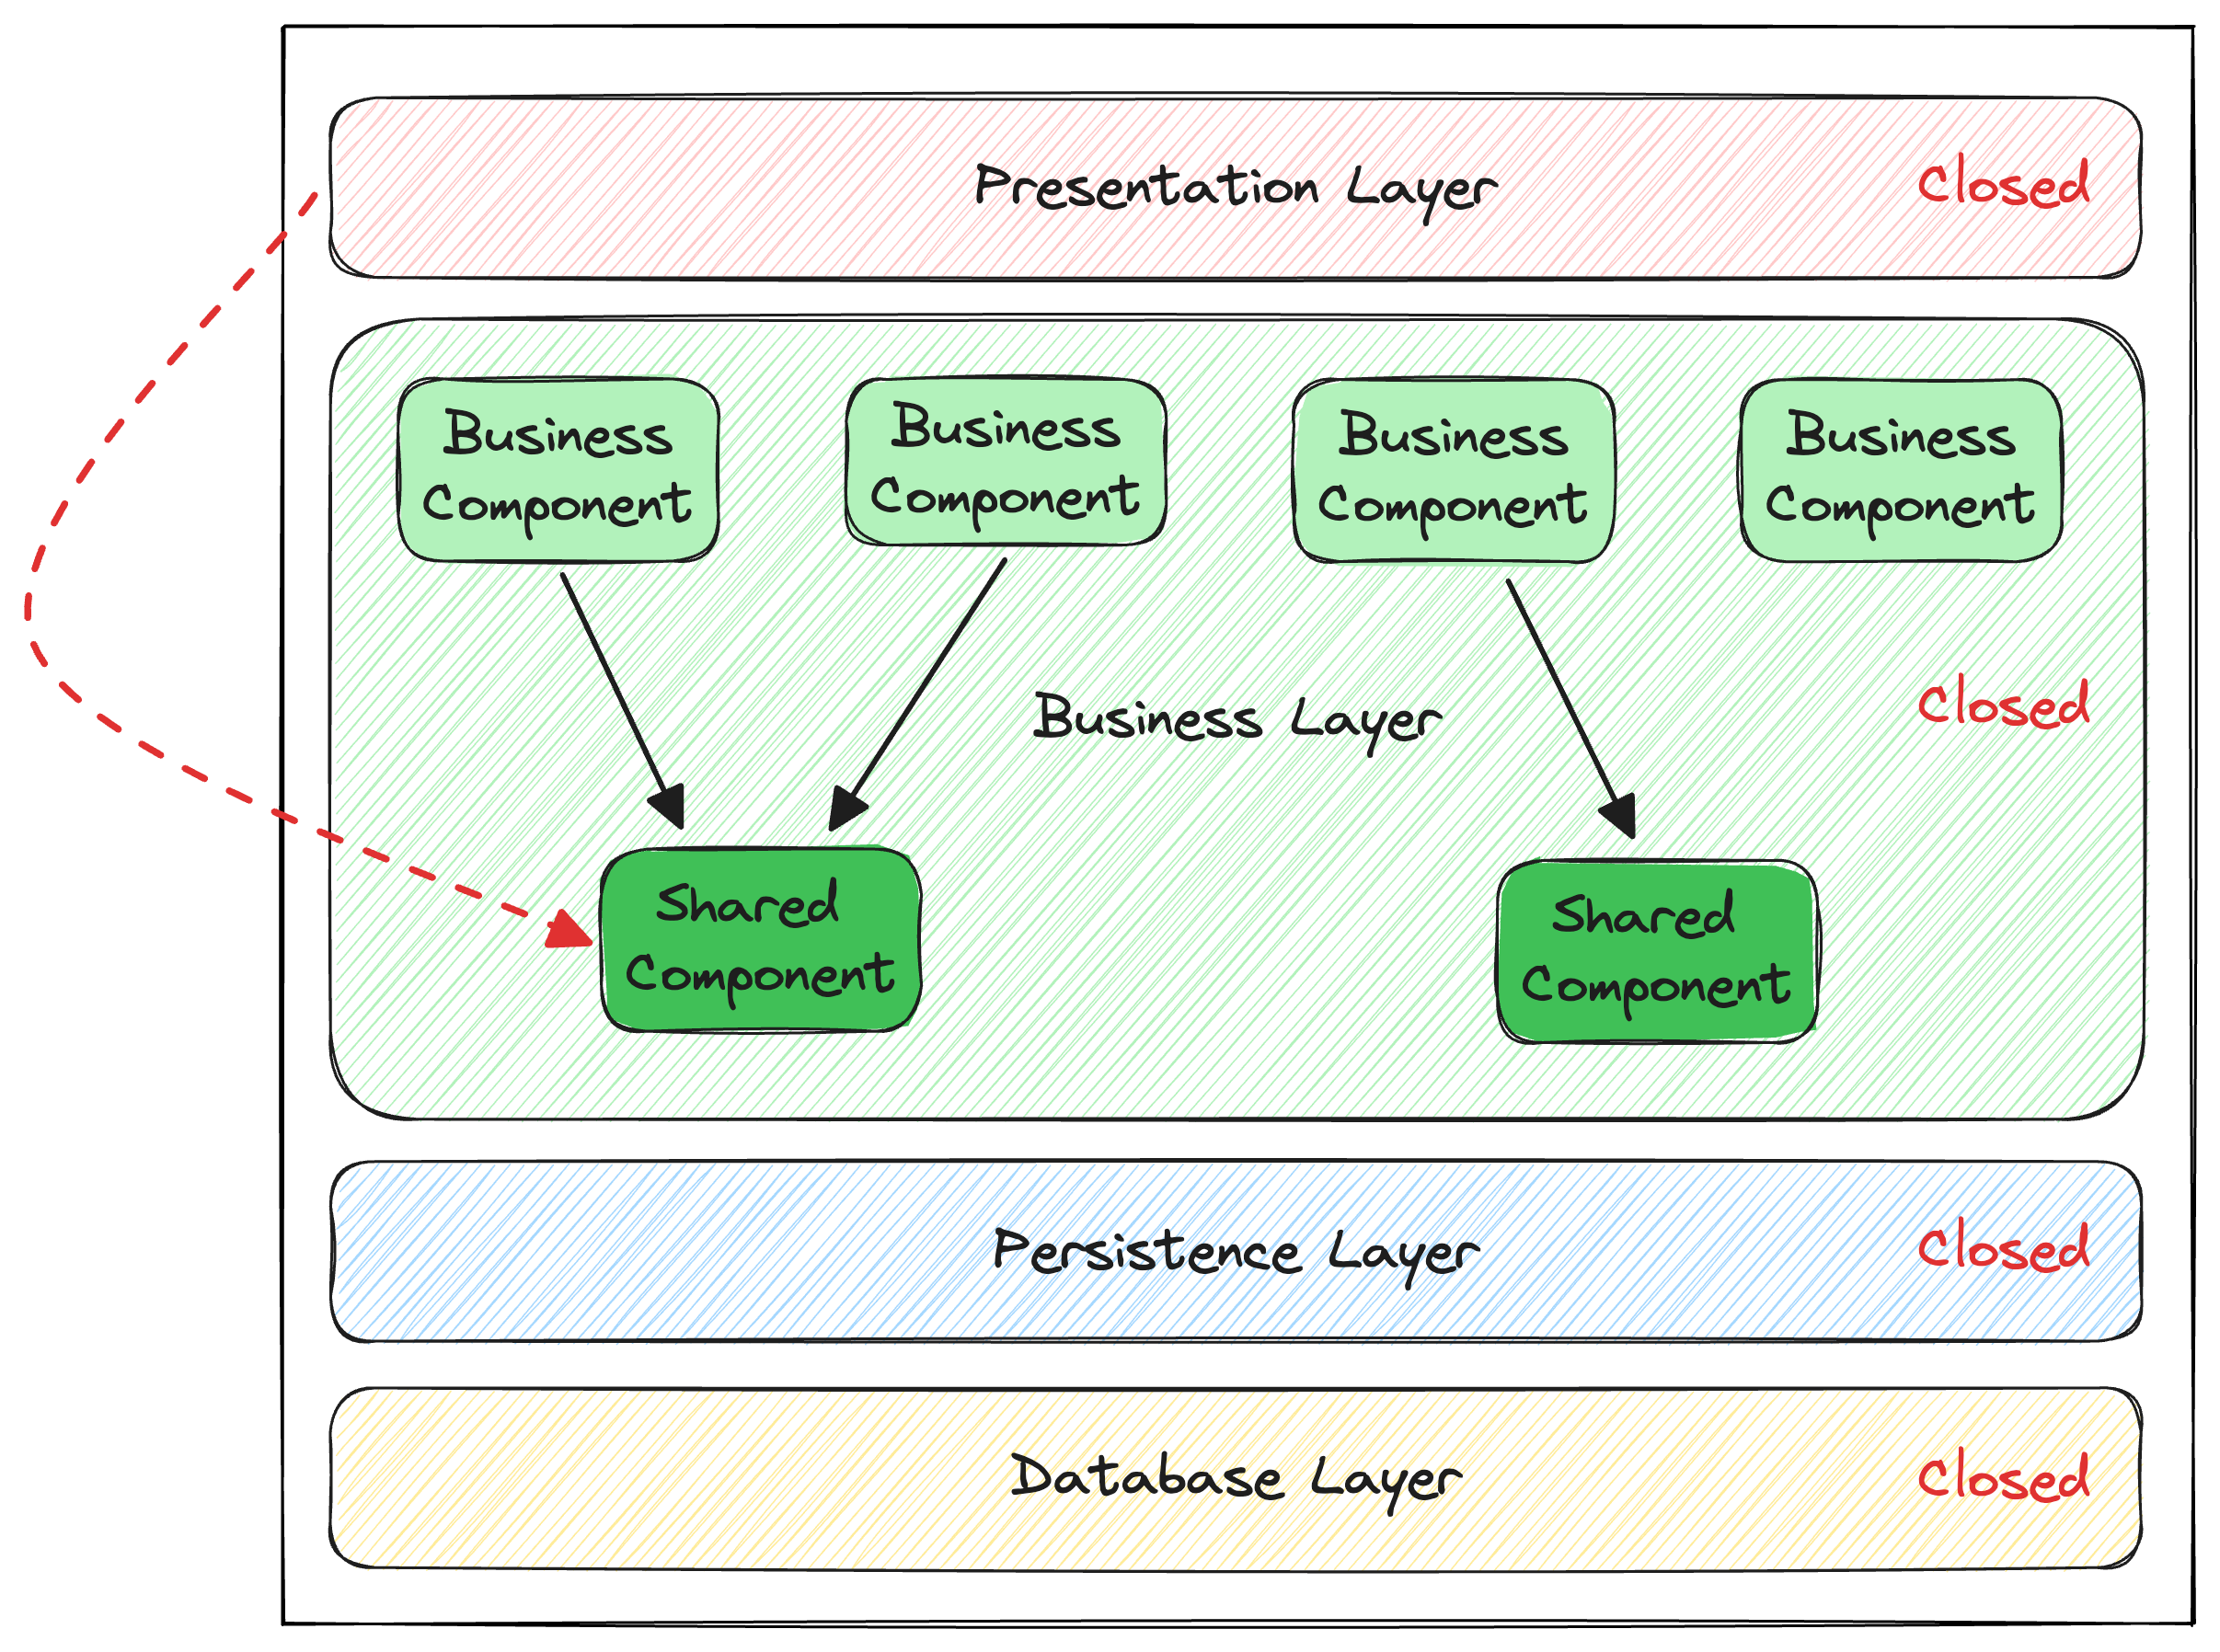 Presentation Layer
Closed
Business
Component
Business
Component
Business
Component
Business
Component
Business Layer
Closed
Shared
Component
Shared
Component
Persistence Layer
Closed
Database Layer
Closed